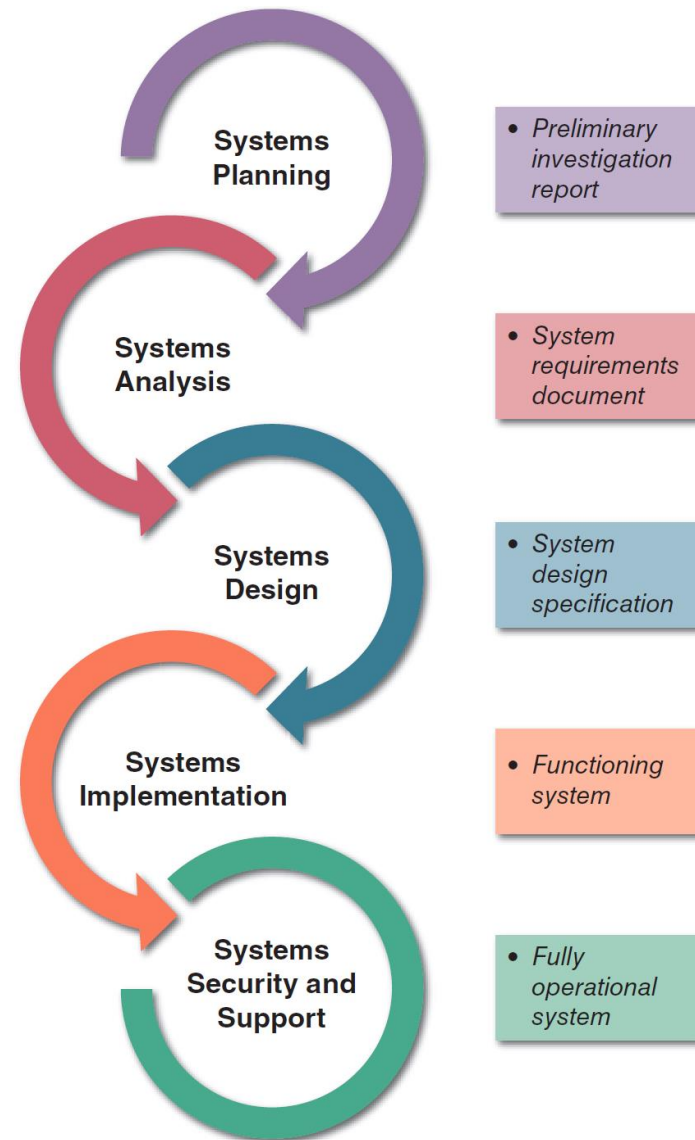 Systems
Planning
• Preliminary
investigation
report
Systems
Analysis
• System
requirements
document
Systems
Design
• System
design
specification
Systems
Implementation
• Functioning
system
Systems
Security and
Support
• Fully
operational
system